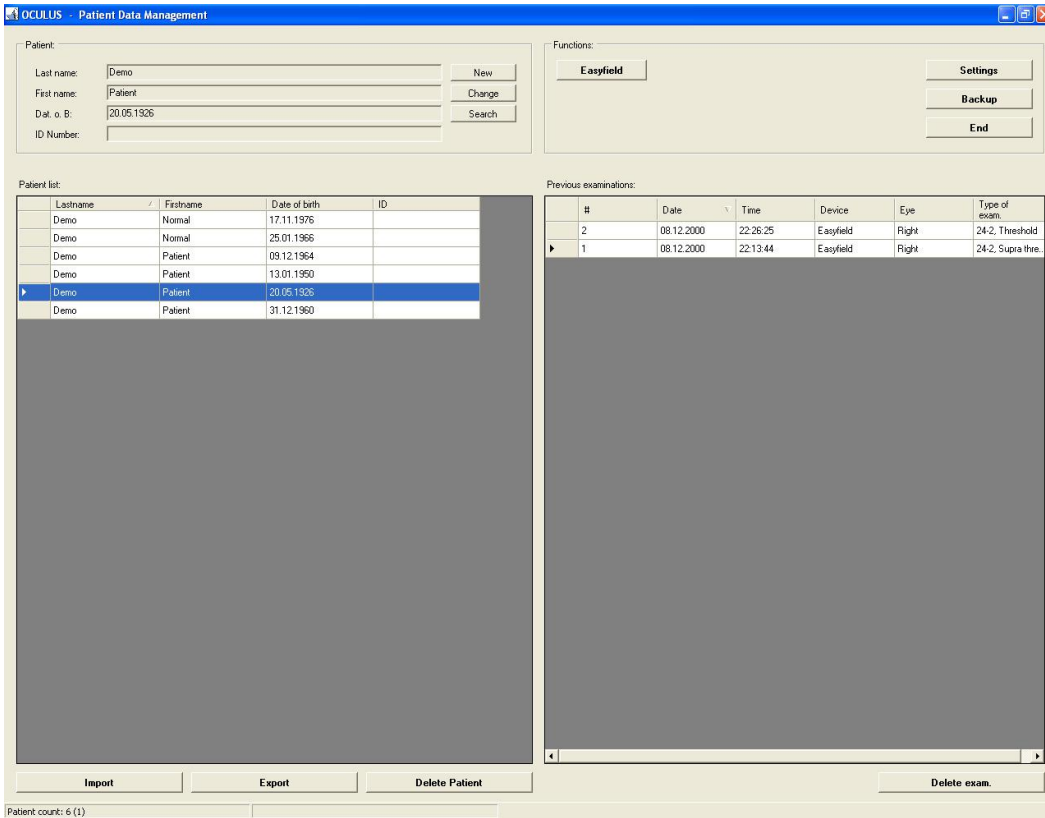 OCULUS - Patient Data Management
Patient:
Last name: Demo New
First name: Patient Change
Dat. o. B: 20.05.1926 Search
ID Number:
Functions:
Easyfield Settings
Backup
End
Patient list:
Lastname Firstname Date of birth ID
Demo Normal 17.11.1976
Demo Normal 25.01.1966
Demo Patient 09.12.1964
Demo Patient 13.01.1950
Demo Patient 20.05.1926
Demo Patient 31.12.1960
Previous examinations:
# Date Time Device Eye Type of exam.
2 08.12.2000 22:26:25 Easyfield Right 24-2, Threshold
1 08.12.2000 22:13:44 Easyfield Right 24-2, Supra thre..
Import Export Delete Patient Delete exam.
Patient count: 6 (1)